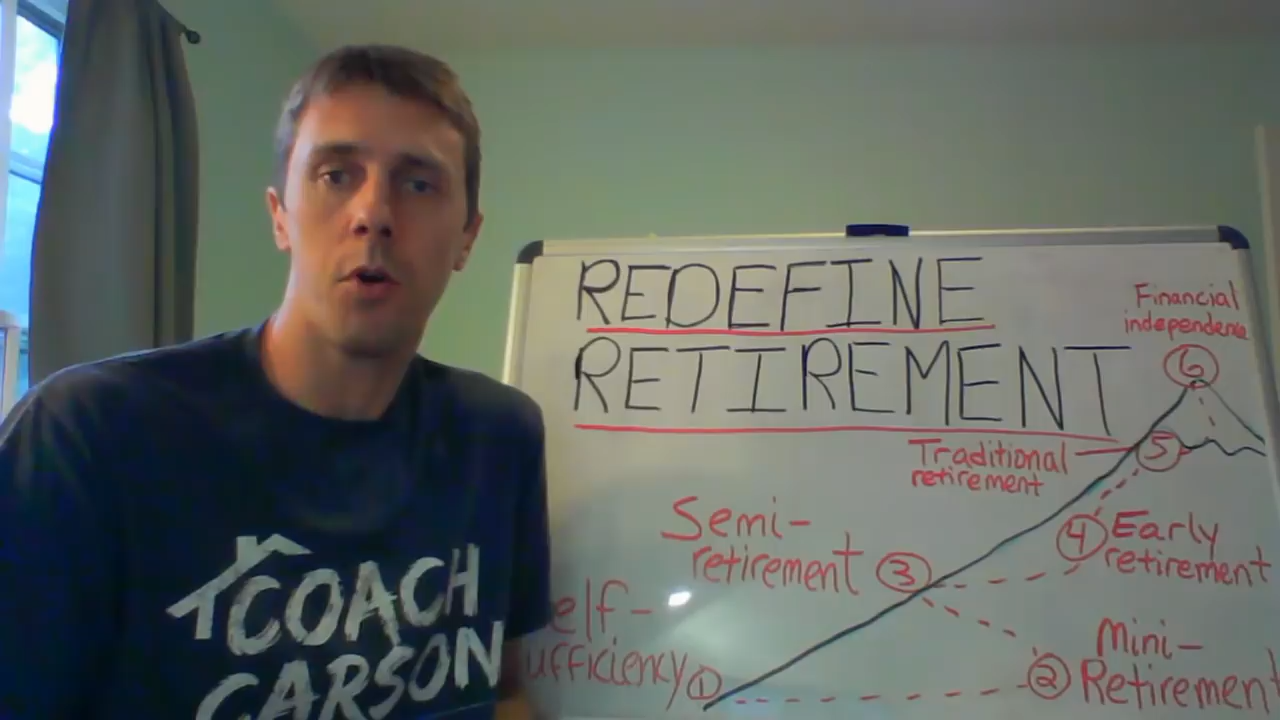 REDEFINE
RETIREMENT
Financial
independence
6
5
Traditional
retirement
Semi-
retirement
3
4
Early
retirement
elf-
ufficiency
1
Mini-
2
Retirement
COACH
CARSON